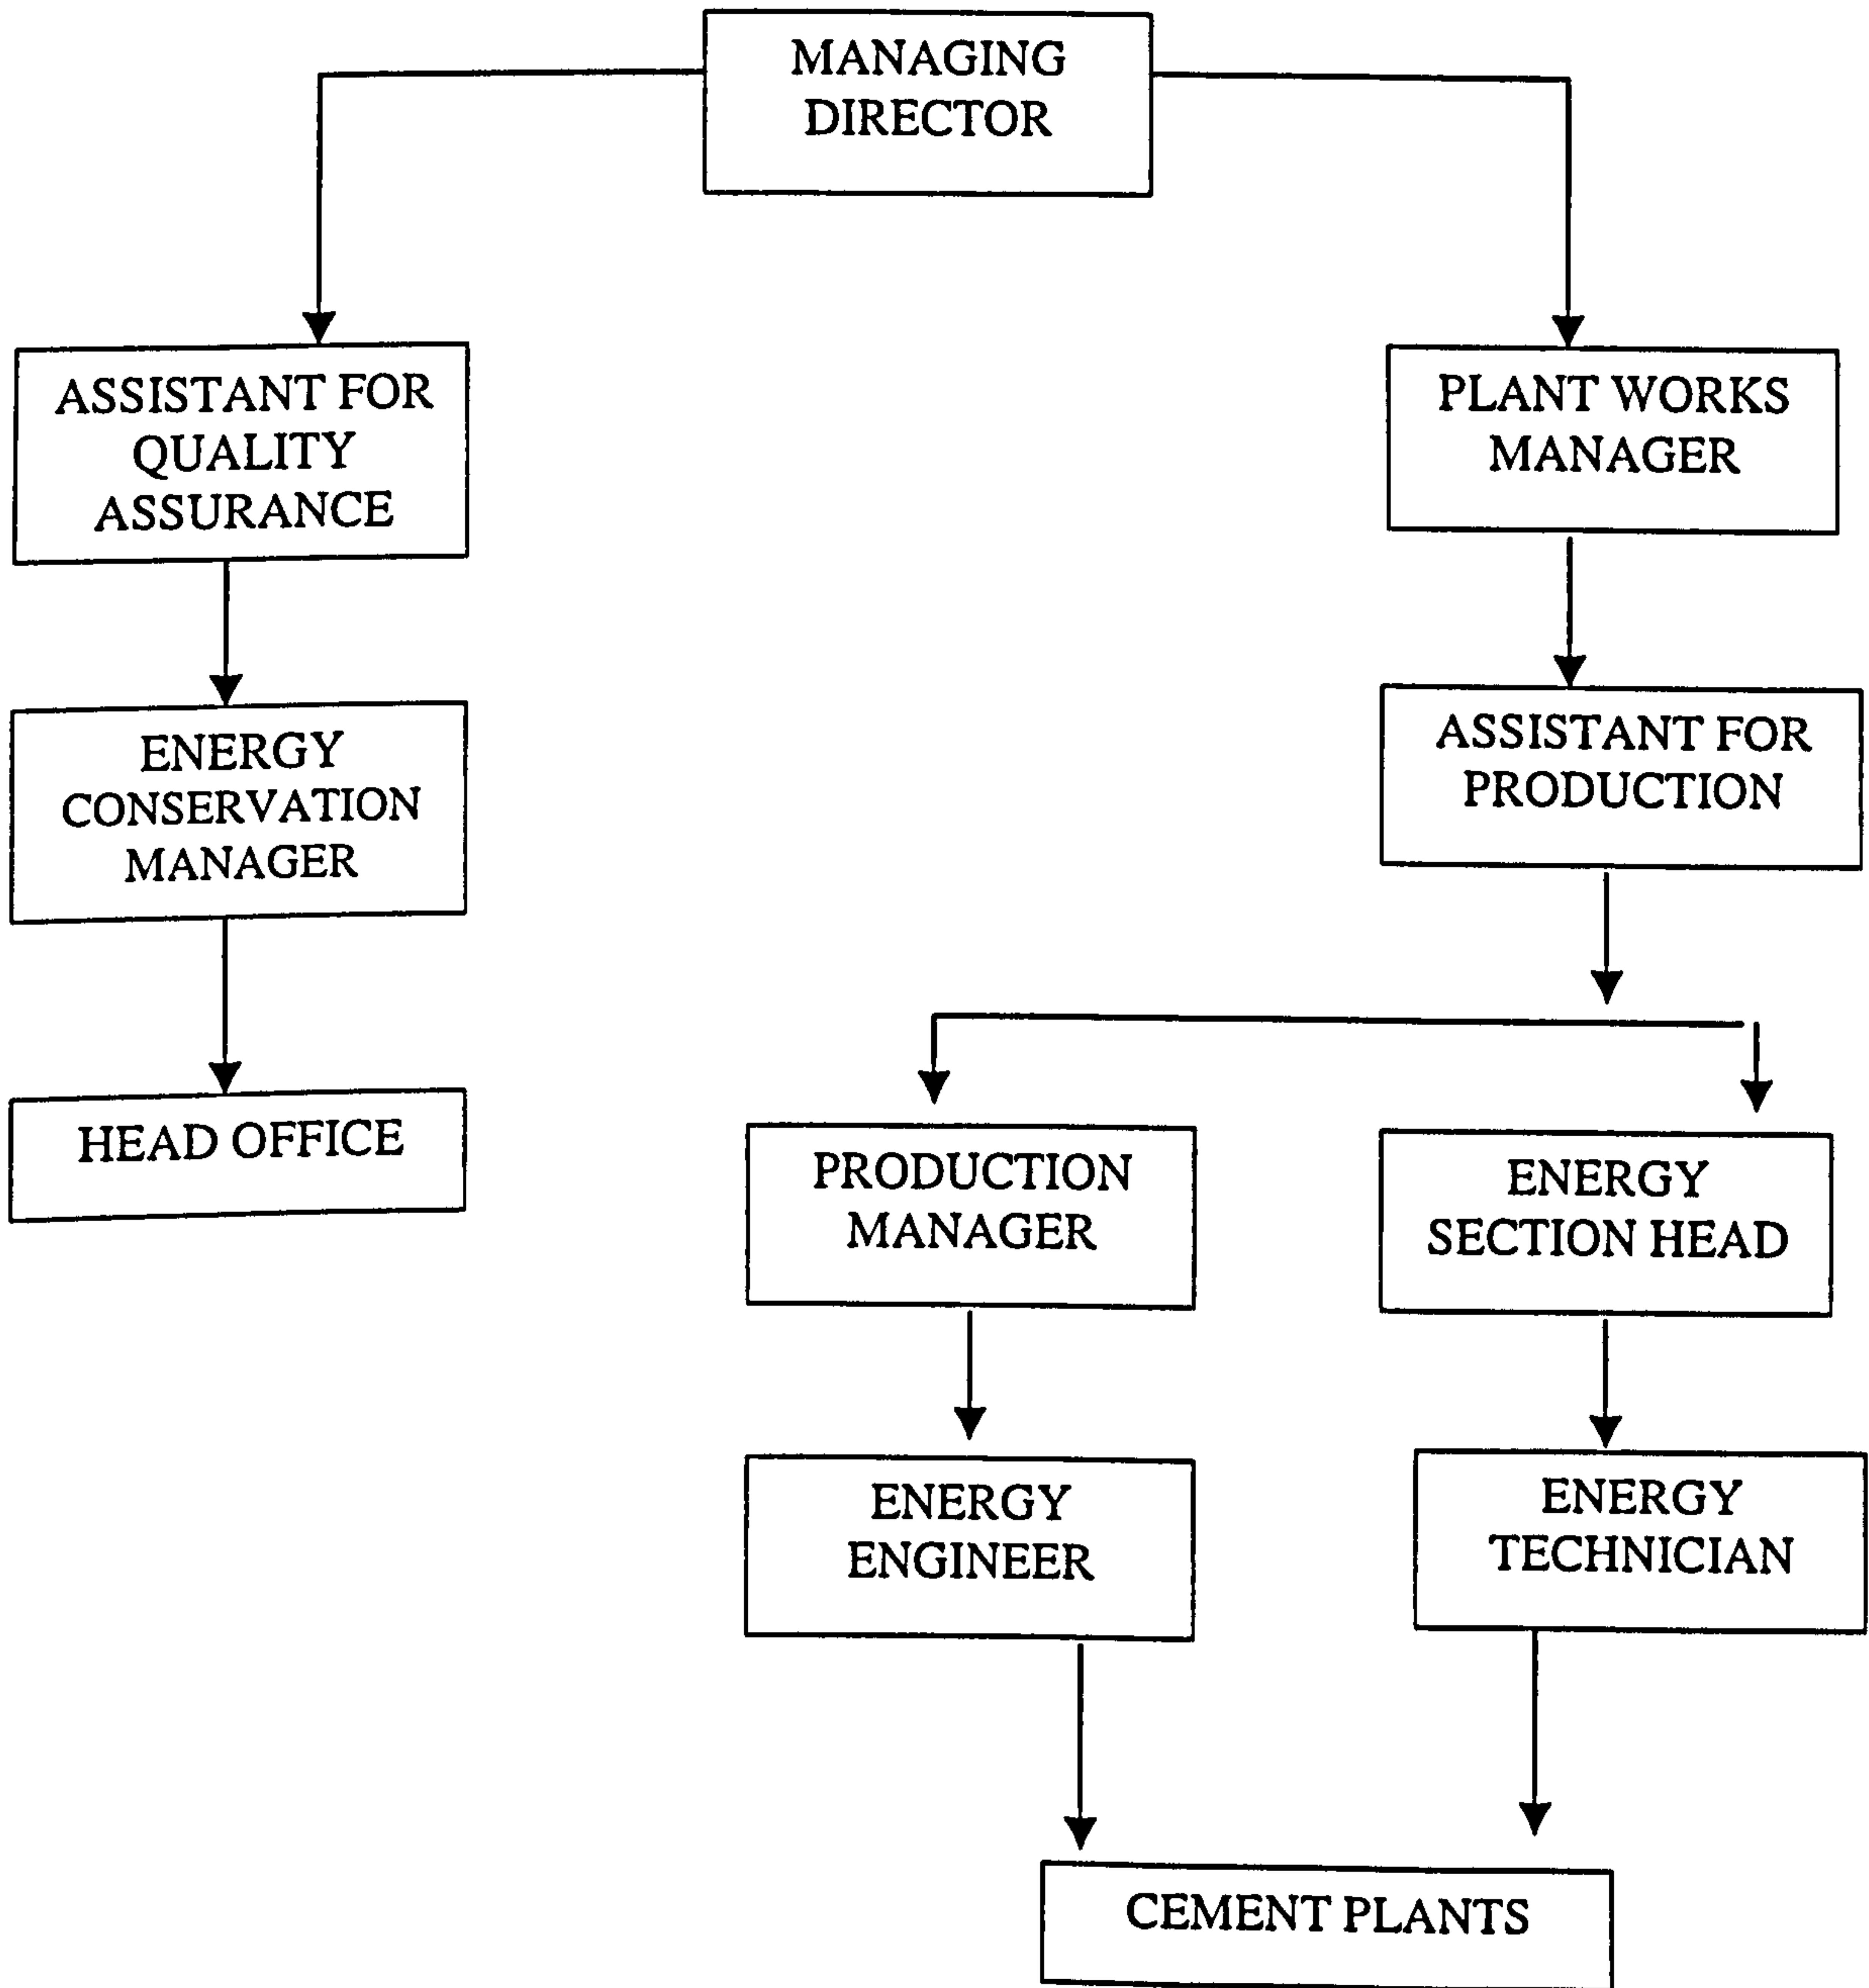 MANAGING
DIRECTOR
ASSISTANT FOR
QUALITY
ASSURANCE
PLANT WORKS
MANAGER
ENERGY
CONSERVATION
MANAGER
ASSISTANT FOR
PRODUCTION
HEAD OFFICE
PRODUCTION
MANAGER
ENERGY
SECTION HEAD
ENERGY
ENGINEER
ENERGY
TECHNICIAN
CEMENT PLANTS